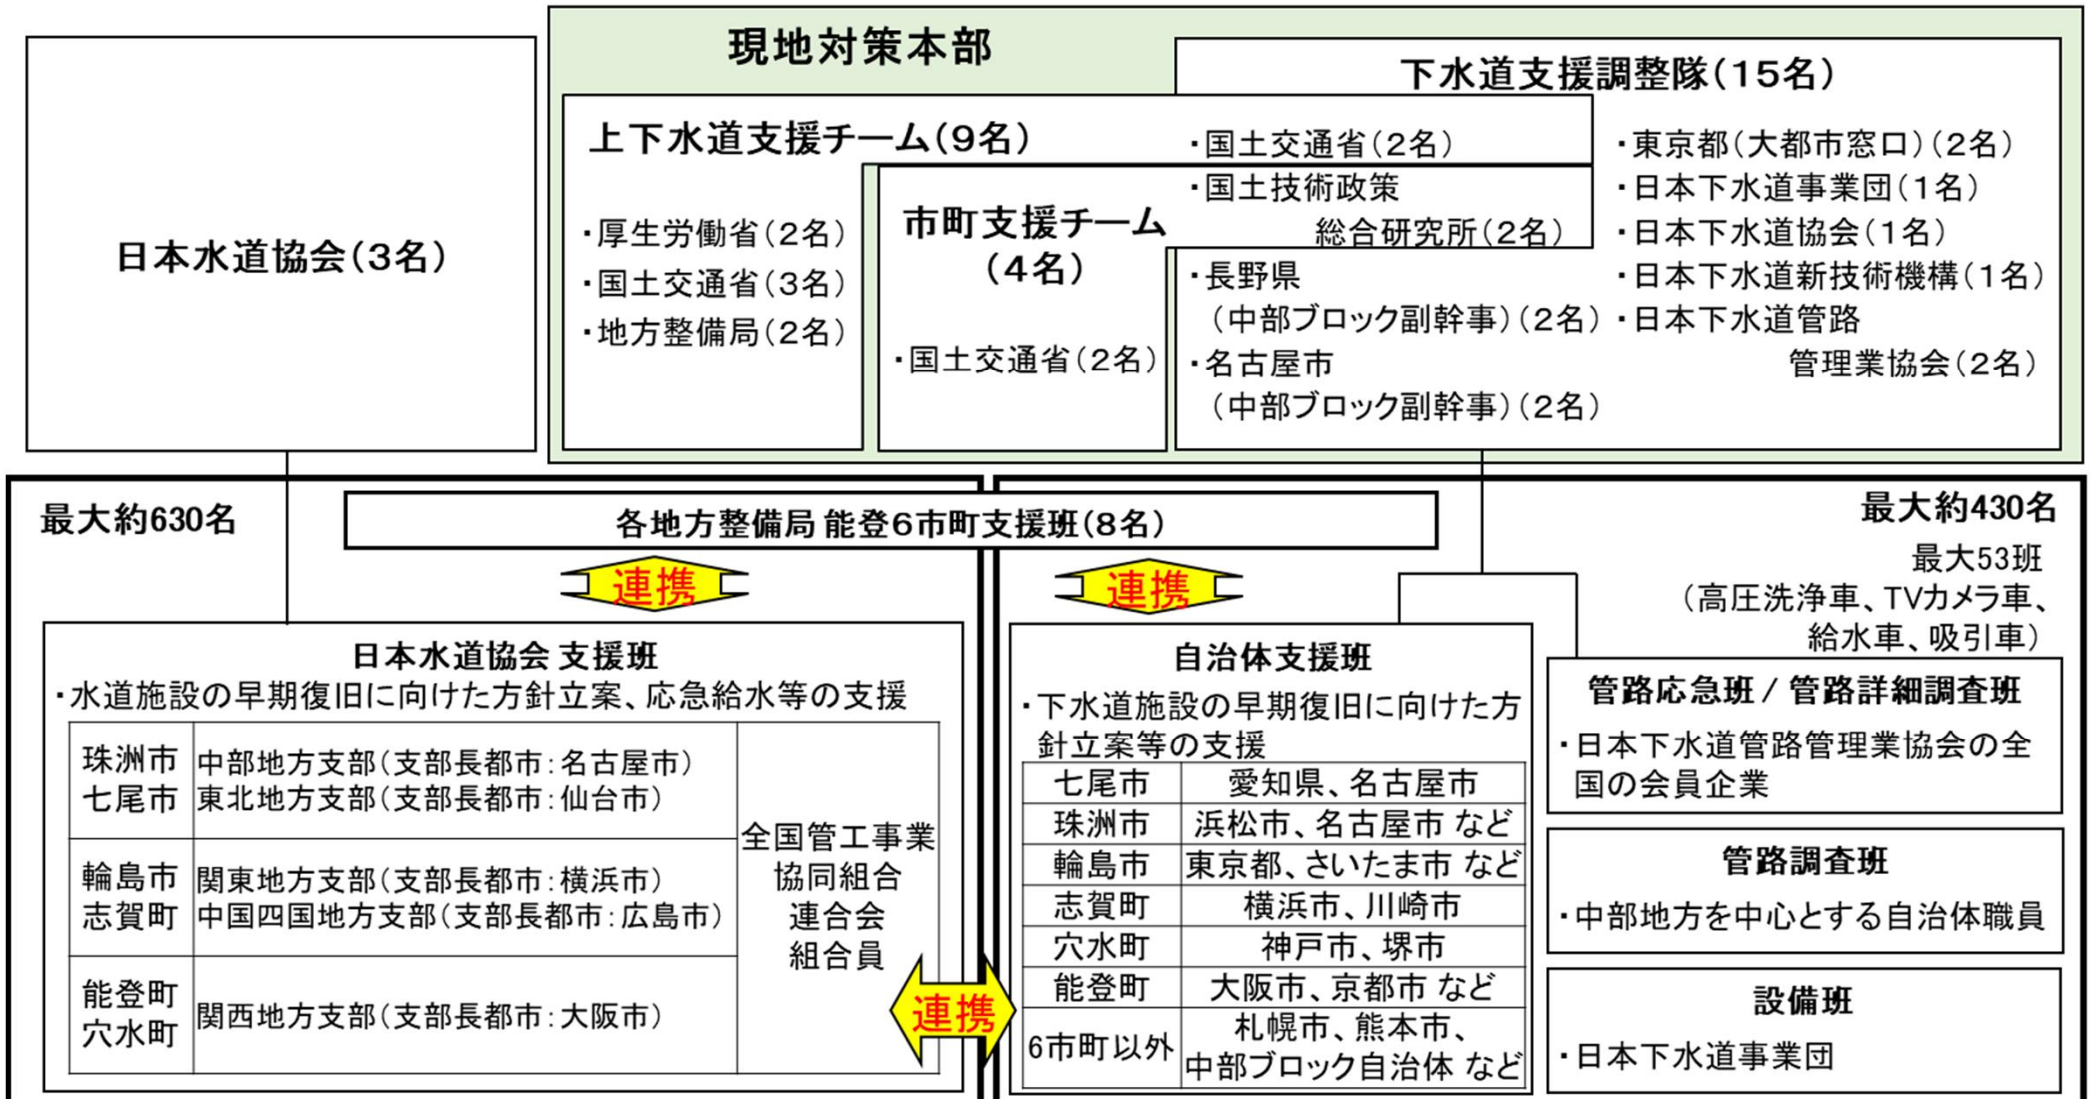 現地対策本部
日本水道協会(3名)
上下水道支援チーム(9名)
・厚生労働省(2名)
・国土交通省(3名)
・地方整備局(2名)
市町支援チーム
(4名)
・国土交通省(2名)
下水道支援調整隊(15名)
・国土交通省(2名)
・国土技術政策
総合研究所(2名)
・長野県
(中部ブロック副幹事)(2名)
・名古屋市
(中部ブロック副幹事)(2名)
・東京都(大都市窓口)(2名)
・日本下水道事業団(1名)
・日本下水道協会(1名)
・日本下水道新技術機構(1名)
・日本下水道管路
管理業協会(2名)
最大約630名
各地方整備局 能登6市町支援班(8名)
最大約430名
最大53班
(高圧洗浄車、TVカメラ車、
給水車、吸引車)
連携
連携
日本水道協会 支援班
・水道施設の早期復旧に向けた方針立案、応急給水等の支援
珠洲市 中部地方支部(支部長都市:名古屋市)
七尾市 東北地方支部(支部長都市:仙台市)
輪島市 関東地方支部(支部長都市:横浜市)
志賀町 中国四国地方支部(支部長都市:広島市)
能登町
穴水町
関西地方支部(支部長都市:大阪市)
全国管工事業
協同組合
連合会
組合員
連携
自治体支援班
・下水道施設の早期復旧に向けた方
針立案等の支援
七尾市 愛知県、名古屋市
珠洲市 浜松市、名古屋市 など
輪島市 東京都、さいたま市 など
志賀町 横浜市、川崎市
穴水町 神戸市、堺市
能登町 大阪市、京都市 など
6市町以外 札幌市、熊本市、
中部ブロック自治体 など
管路応急班 / 管路詳細調査班
・日本下水道管路管理業協会の全
国の会員企業
管路調査班
・中部地方を中心とする自治体職員
設備班
・日本下水道事業団